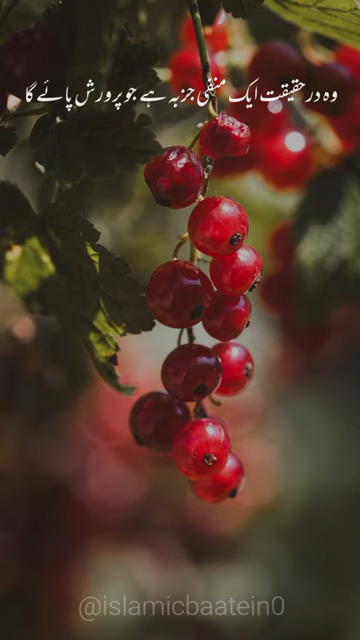 وہ درحقیقت ایک منفی جزبہ ہے جو پرورش پائے گا
@islamicbaatein0